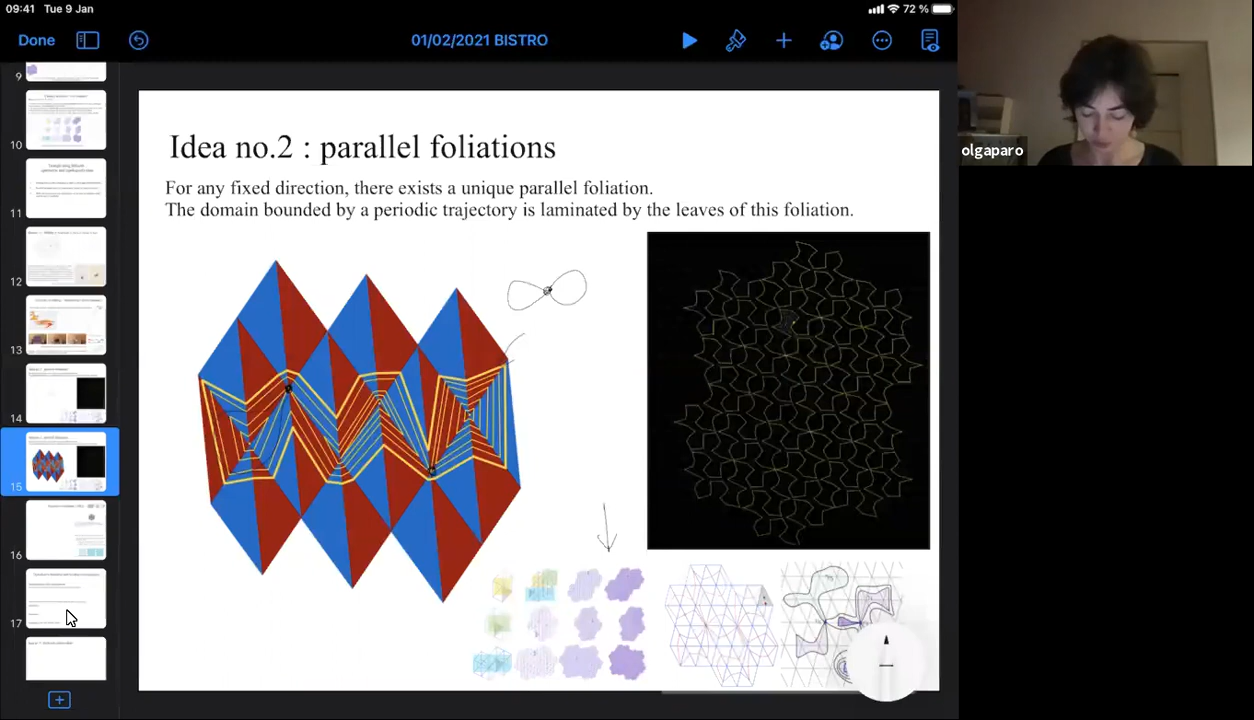 09:41 Tue 9 Jan
72 %
Done
01/02/2021 BISTRO
9
10
11
12
13
14
15
16
17
Idea no.2 : parallel foliations
For any fixed direction, there exists a unique parallel foliation.
The domain bounded by a periodic trajectory is laminated by the leaves of this foliation.
olgaparo